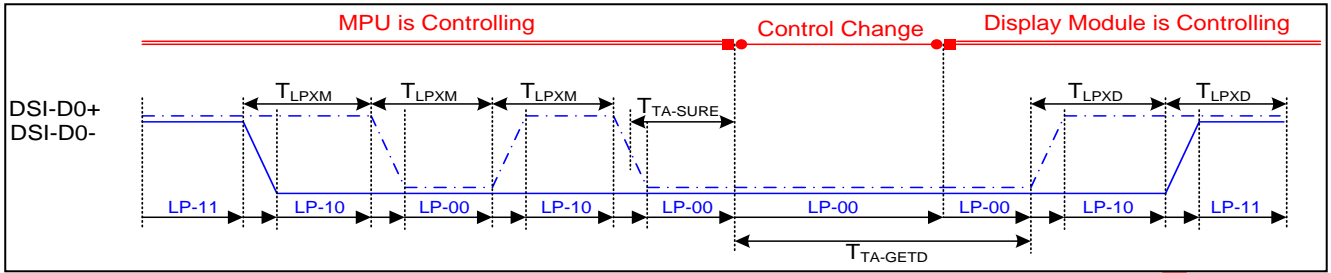 MPU is Controlling Control Change Display Module is Controlling
TLPXM TLPXM TLPXM TTA-SURE TLPXD TLPXD
DSI-D0+
DSI-D0-
LP-11 LP-10 LP-00 LP-10 LP-00 LP-00 LP-00 LP-10 LP-11
TTA-GETD